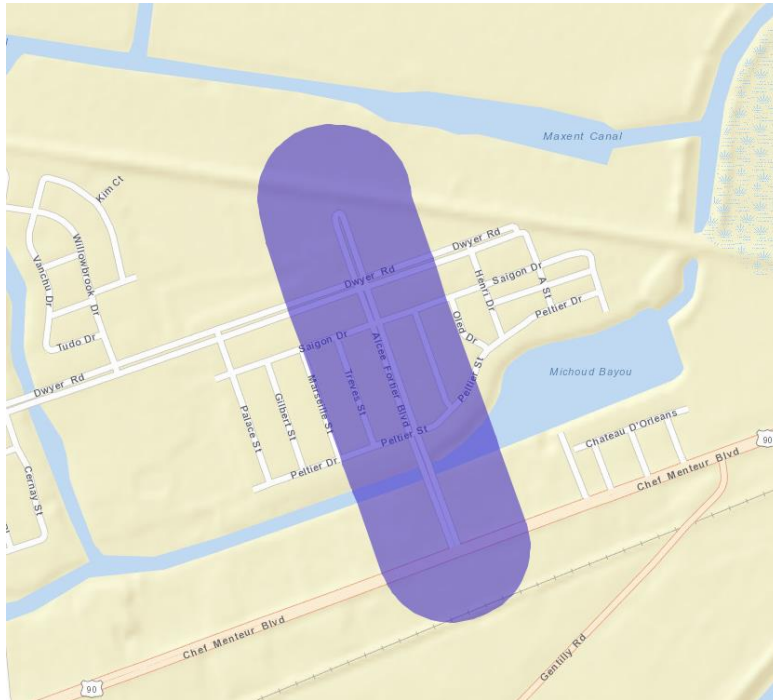 Maxent Canal
Kim Ct
Willowbrook Dr
Vanchu Dr
Tudo Dr
Dwyer Rd
Dwyer Rd
Dwyer Rd
Saigon Dr
Henri Dr
A St
Peltier Dr
Saigon Dr
Oled Dr
Alcee Fortier Blvd
Treves St
Marseille St
Peltier St
Michoud Bayou
Gilbert St
Palace St
Peltier St
Peltier Dr
Chateau D'Orleans
90
Chef Menteur Blvd
Cernay St
Chef Menteur Blvd
Gentilly Rd
90